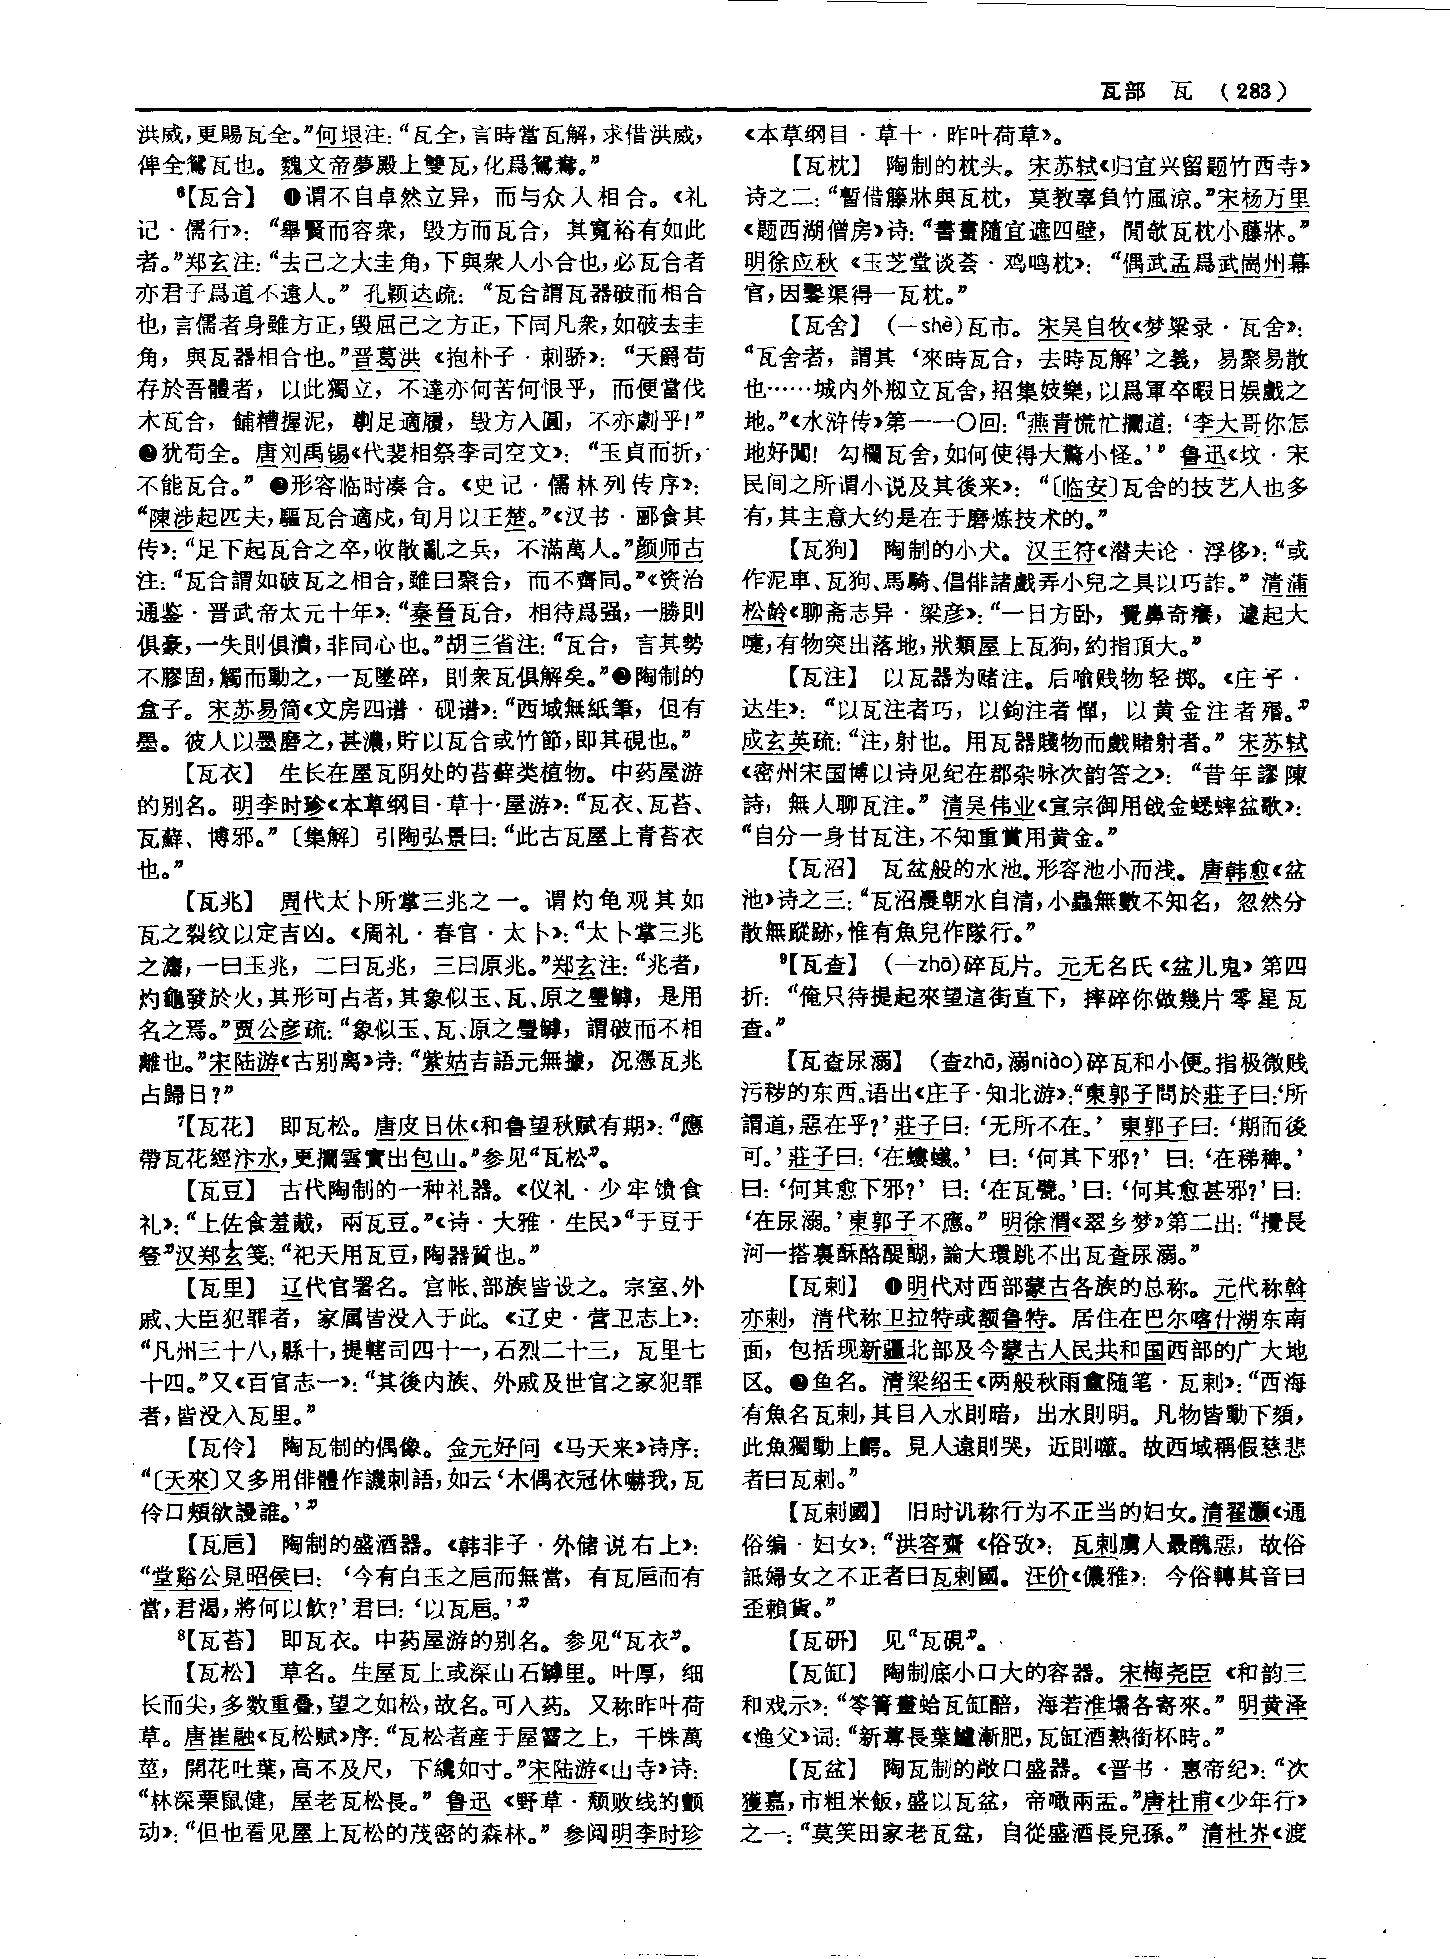 瓦部 瓦 (283)
洪威，更賜瓦全。”何垠注：“瓦全，言時當瓦解，求借洪威，
俾全鴛瓦也。魏文帝夢殿上雙瓦，化爲鴛鴦。”
⁶【瓦合】 ❶谓不自卓然立异，而与众人相合。《礼
记·儒行》：“舉賢而容衆，毁方而瓦合，其寬裕有如此
者。”郑玄注：“去己之大圭角，下與衆人小合也，必瓦合者
亦君子爲道不遠人。” 孔颖达疏：“瓦合謂瓦器破而相合
也，言儒者身雖方正，毁屈己之方正，下同凡衆，如破去圭
角，與瓦器相合也。”晋葛洪《抱朴子·刺骄》：“天爵苟
存於吾體者，以此獨立，不達亦何苦何恨乎，而便當伐
木瓦合，餔糟握泥，剸足適履，毁方入圓，不亦劇乎！”
❷犹苟全。唐刘禹锡《代裴相祭李司空文》：“玉貞而折，
不能瓦合。” ❸形容临时凑合。《史记·儒林列传序》：
“陳涉起匹夫，驅瓦合適戍，旬月以王楚。”《汉书·郦食其
传》：“足下起瓦合之卒，收散亂之兵，不滿萬人。”颜师古
注：“瓦合謂如破瓦之相合，雖曰聚合，而不齊同。”《资治
通鉴·晋武帝太元十年》：“秦晉瓦合，相待爲强，一勝則
俱豪，一失則俱潰，非同心也。”胡三省注：“瓦合，言其勢
不膠固，觸而動之，一瓦墜碎，則衆瓦俱解矣。”❹陶制的
盒子。宋苏易简《文房四谱·砚谱》：“西域無紙筆，但有
墨。彼人以墨磨之，甚濃，貯以瓦合或竹節，即其硯也。”
【瓦衣】 生长在屋瓦阴处的苔藓类植物。中药屋游
的别名。明李时珍《本草纲目·草十·屋游》：“瓦衣、瓦苔、
瓦蘚、博邪。”〔集解〕引陶弘景曰：“此古瓦屋上青苔衣
也。”
【瓦兆】 周代太卜所掌三兆之一。谓灼龟观其如
瓦之裂纹以定吉凶。《周礼·春官·太卜》：“太卜掌三兆
之灋，一曰玉兆，二曰瓦兆，三曰原兆。”郑玄注：“兆者，
灼龜發於火，其形可占者，其象似玉、瓦、原之璺罅，是用
名之焉。”贾公彦疏：“象似玉、瓦、原之璺罅，謂破而不相
離也。”宋陆游《古别离》诗：“紫姑吉語元無據，况憑瓦兆
占歸日？”
⁷【瓦花】 即瓦松。唐皮日休《和鲁望秋赋有期》：“應
帶瓦花經汴水，更攜雲實出包山。”参见“瓦松”。
【瓦豆】 古代陶制的一种礼器。《仪礼·少牢馈食
礼》：“上佐食羞胾，兩瓦豆。”《诗·大雅·生民》“于豆于
登”汉郑玄笺：“祀天用瓦豆，陶器質也。”
【瓦里】 辽代官署名。宫帐、部族皆设之。宗室、外
戚、大臣犯罪者，家属皆没入于此。《辽史·营卫志上》：
“凡州三十八，縣十，提轄司四十一，石烈二十三，瓦里七
十四。”又《百官志一》：“其後内族、外戚及世官之家犯罪
者，皆没入瓦里。”
【瓦伶】 陶瓦制的偶像。金元好问《马天来》诗序：
“〔天來〕又多用俳體作譏刺語，如云‘木偶衣冠休嚇我，瓦
伶口頰欲謾誰。’”
【瓦卮】 陶制的盛酒器。《韩非子·外储说右上》：
“堂谿公見昭侯曰：‘今有白玉之卮而無當，有瓦卮而有
當，君渴，將何以飲？’君曰：‘以瓦卮。’”
⁸【瓦苔】 即瓦衣。中药屋游的别名。参见“瓦衣”。
【瓦松】 草名。生屋瓦上或深山石罅里。叶厚，细
长而尖，多数重叠，望之如松，故名。可入药。又称昨叶荷
草。唐崔融《瓦松赋》序：“瓦松者産于屋霤之上，千株萬
莖，開花吐葉，高不及尺，下纔如寸。”宋陆游《山寺》诗：
“林深栗鼠健，屋老瓦松長。” 鲁迅《野草·颓败线的颤
动》：“但也看见屋上瓦松的茂密的森林。” 参阅明李时珍
《本草纲目·草十·昨叶荷草》。
【瓦枕】 陶制的枕头。宋苏轼《归宜兴留题竹西寺》
诗之二：“暫借藤牀與瓦枕，莫教辜負竹風凉。”宋杨万里
《题西湖僧房》诗：“書畫隨宜遮四壁，閒欹瓦枕小藤牀。”
明徐应秋《玉芝堂谈荟·鸡鸣枕》：“偶武孟爲武岡州幕
官，因鑿渠得一瓦枕。”
【瓦舍】 (—shè)瓦市。宋吴自牧《梦粱录·瓦舍》：
“瓦舍者，謂其‘來時瓦合，去時瓦解’之義，易聚易散
也……城内外刱立瓦舍，招集妓樂，以爲軍卒暇日娱戲之
地。”《水浒传》第一一〇回：“燕青慌忙攔道：‘李大哥你怎
地好鬧！勾欄瓦舍，如何使得大驚小怪。’” 鲁迅《坟·宋
民间之所谓小说及其後来》：“〔临安〕瓦舍的技艺人也多
有，其主意大约是在于磨炼技术的。”
【瓦狗】 陶制的小犬。汉王符《潜夫论·浮侈》：“或
作泥車、瓦狗、馬騎、倡俳諸戲弄小兒之具以巧詐。” 清蒲
松龄《聊斋志异·梁彦》：“一日方卧，覺鼻奇癢，遽起大
嚏，有物突出落地，狀類屋上瓦狗，約指頂大。”
【瓦注】 以瓦器为赌注。后喻贱物轻掷。《庄子·
达生》：“以瓦注者巧，以鉤注者憚，以黄金注者殙。”
成玄英疏：“注，射也。用瓦器賤物而戲賭射者。” 宋苏轼
《密州宋国博以诗见纪在郡杂咏次韵答之》：“昔年謬陳
詩，無人聊瓦注。” 清吴伟业《宣宗御用戗金蟋蟀盆歌》：
“自分一身甘瓦注，不知重賞用黄金。”
【瓦沼】 瓦盆般的水池。形容池小而浅。唐韩愈《盆
池》诗之三：“瓦沼晨朝水自清，小蟲無數不知名，忽然分
散無蹤跡，惟有魚兒作隊行。”
⁹【瓦查】 (—zhā)碎瓦片。元无名氏《盆儿鬼》第四
折：“俺只待提起來望這街直下，摔碎你做幾片零星瓦
查。”
【瓦查尿溺】 (查zhā，溺niào)碎瓦和小便。指极微贱
污秽的东西。语出《庄子·知北游》：“東郭子問於莊子曰：‘所
謂道，惡在乎？’莊子曰：‘无所不在。’ 東郭子曰：‘期而後
可。’莊子曰：‘在螻蟻。’ 曰：‘何其下邪？’ 曰：‘在稊稗。’
曰：‘何其愈下邪？’ 曰：‘在瓦甓。’曰：‘何其愈甚邪？’曰：
‘在尿溺。’東郭子不應。” 明徐渭《翠乡梦》第二出：“攪長
河一搭裏酥酪醍醐，論大環跳不出瓦查尿溺。”
【瓦剌】 ❶明代对西部蒙古各族的总称。元代称斡
亦剌，清代称卫拉特或额鲁特。居住在巴尔喀什湖东南
面，包括现新疆北部及今蒙古人民共和国西部的广大地
区。❷鱼名。清梁绍壬《两般秋雨盦随笔·瓦剌》：“西海
有魚名瓦剌，其目入水則暗，出水則明。凡物皆動下頦，
此魚獨動上齶。見人遠則哭，近則噬。故西域稱假慈悲
者曰瓦剌。”
【瓦剌國】 旧时讥称行为不正当的妇女。清翟灏《通
俗编·妇女》：“洪容齋《俗攷》：瓦剌虜人最醜惡，故俗
詆婦女之不正者曰瓦剌國。汪价《儂雅》：今俗轉其音曰
歪賴貨。”
【瓦研】 见“瓦硯”。
【瓦缸】 陶制底小口大的容器。宋梅尧臣《和韵三
和戏示》：“笭箵畫蛤瓦缸醅，海若淮壖各寄來。” 明黄泽
《渔父》词：“新蓴長葉鱸漸肥，瓦缸酒熟銜杯時。”
【瓦盆】 陶瓦制的敞口盛器。《晋书·惠帝纪》：“次
獲嘉，市粗米飯，盛以瓦盆，帝噉兩盂。”唐杜甫《少年行》
之一：“莫笑田家老瓦盆，自從盛酒長兒孫。” 清杜岕《渡